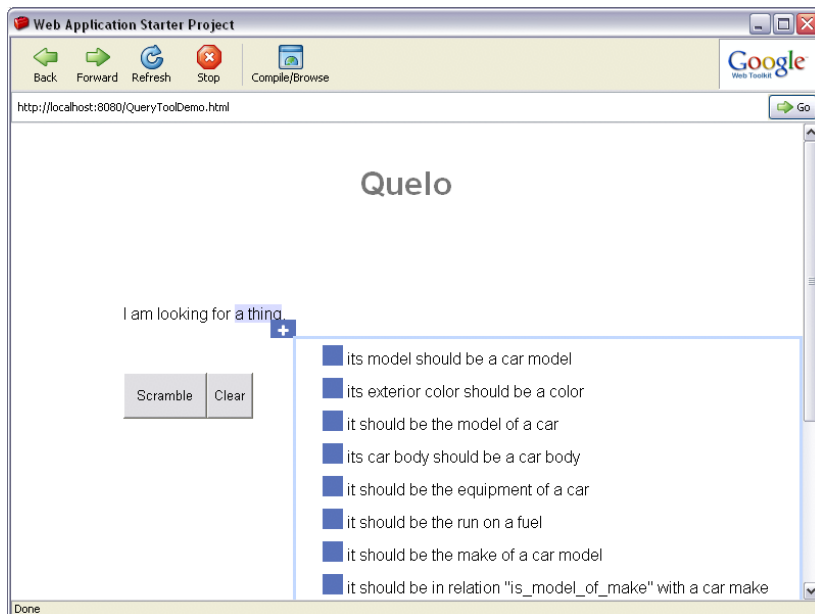 Web Application Starter Project
Back Forward Refresh Stop Compile/Browse
Google
Web Toolkit
http://localhost:8080/QueryToolDemo.html Go
Quelo
I am looking for a thing.
+
its model should be a car model
its exterior color should be a color
Scramble Clear
it should be the model of a car
its car body should be a car body
it should be the equipment of a car
it should be the run on a fuel
it should be the make of a car model
it should be in relation "is_model_of_make" with a car make
Done